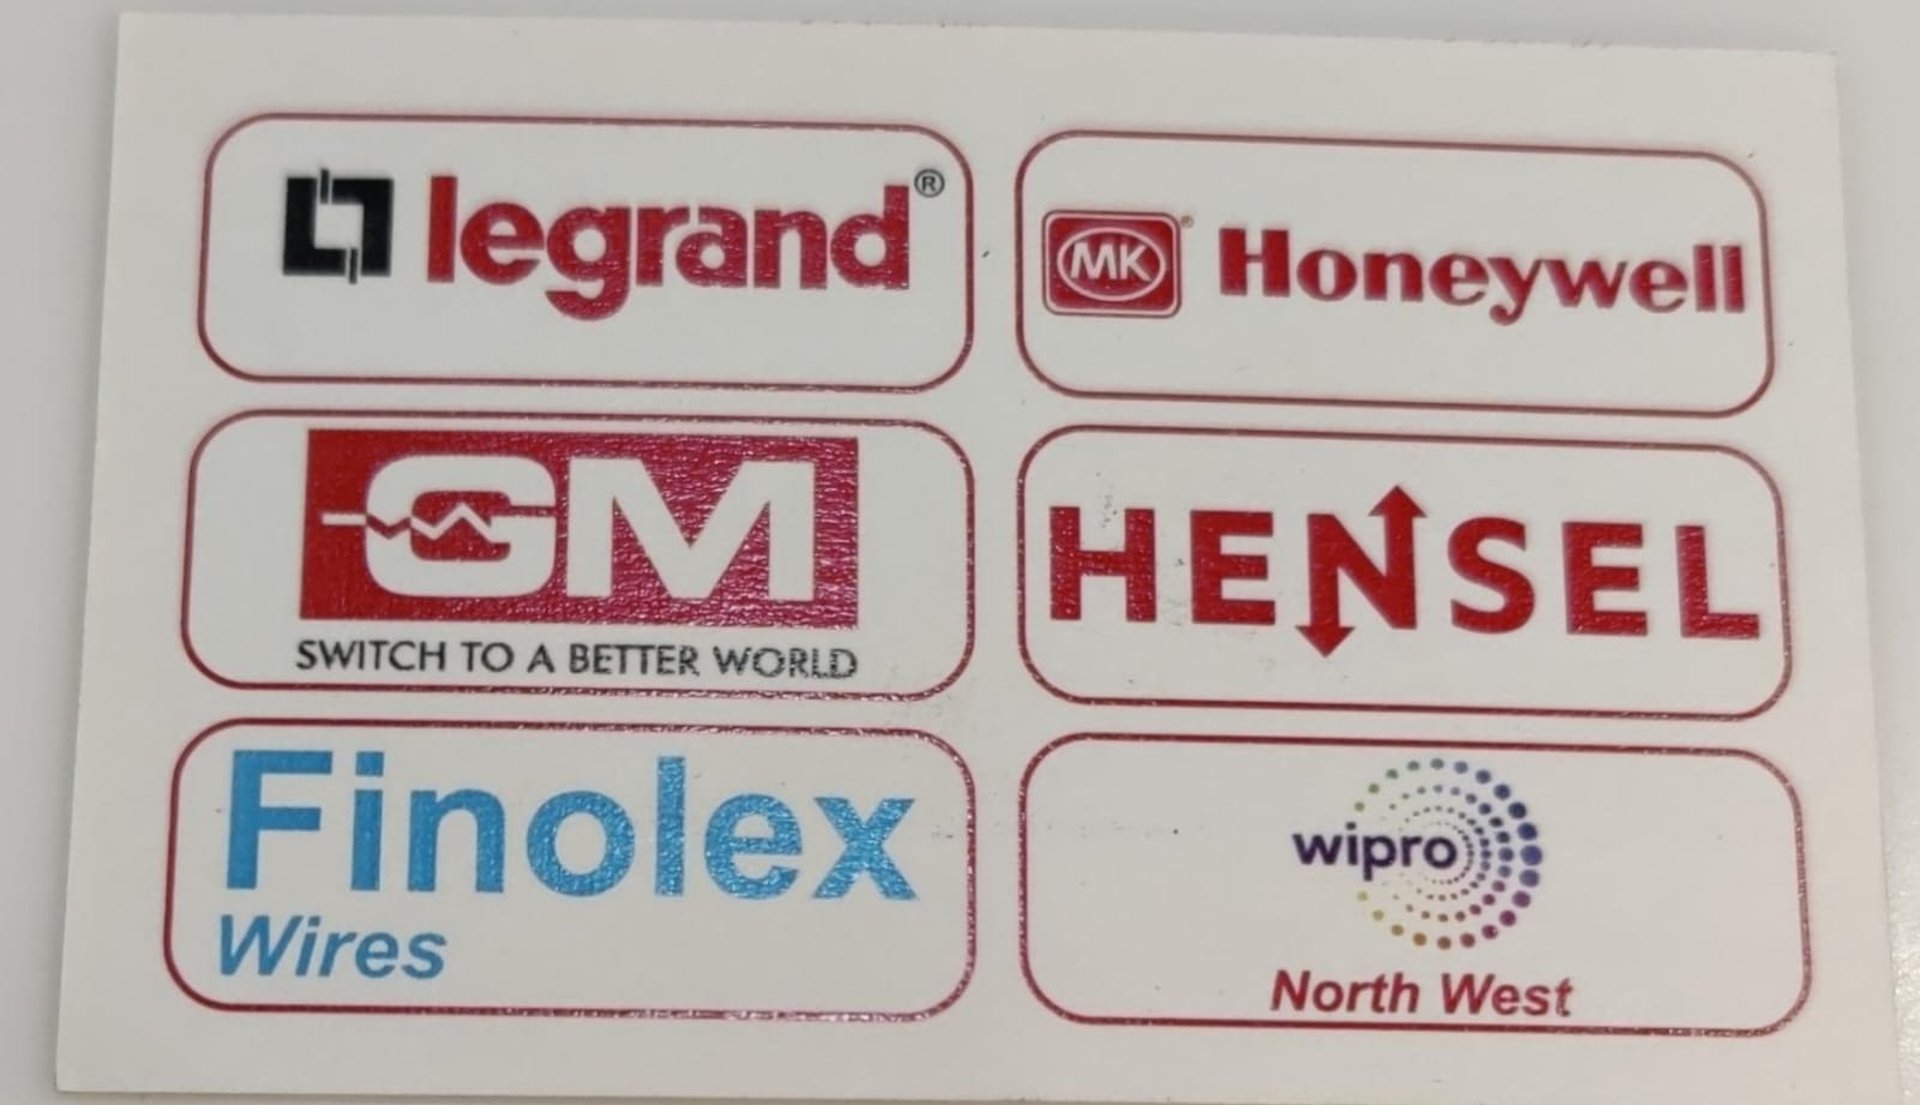 legrand®
MK® Honeywell
GM
SWITCH TO A BETTER WORLD
HENSEL
Finolex
Wires
wipro
North West